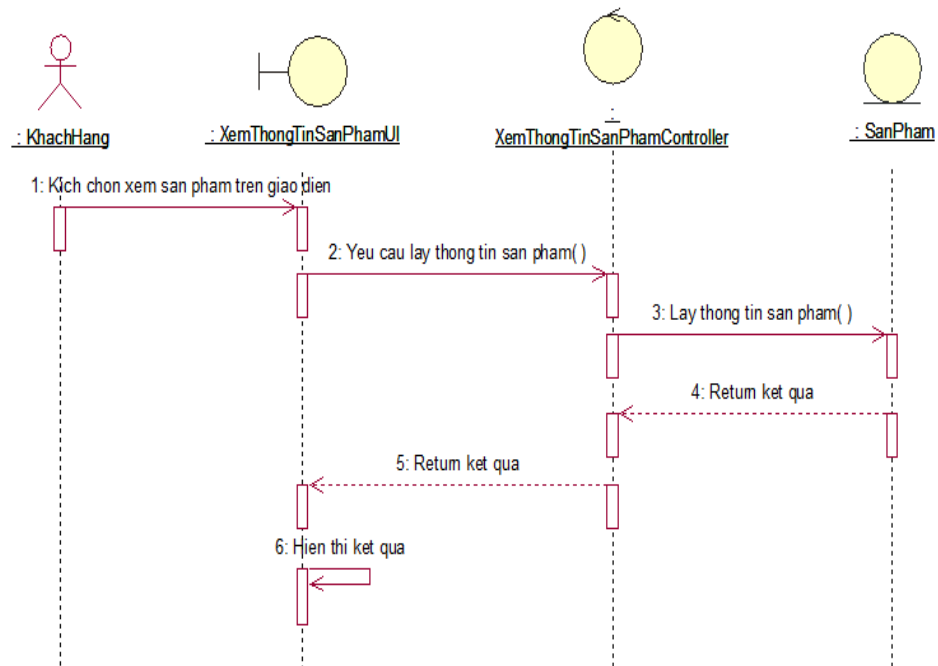 : KhachHang
: XemThongTinSanPhamUI
:
XemThongTinSanPhamController
: SanPham
1: Kich chon xem san pham tren giao dien
2: Yeu cau lay thong tin san pham( )
3: Lay thong tin san pham( )
4: Return ket qua
5: Return ket qua
6: Hien thi ket qua